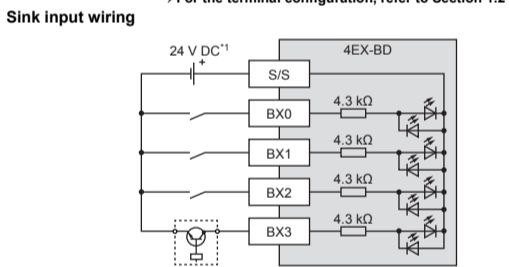 For the terminal configuration, refer to Section 1.2
Sink input wiring
24 V DC*1
4EX-BD
+
S/S
4.3 kΩ
BX0
4.3 kΩ
BX1
4.3 kΩ
BX2
4.3 kΩ
BX3